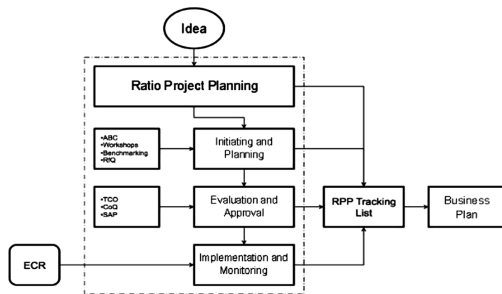 Idea
Ratio Project Planning
•ABC
•Workshops
•Benchmarking
•RfQ
Initiating and
Planning
•TCO
•CoQ
•SAP
Evaluation and
Approval
RPP Tracking
List
Business
Plan
ECR
Implementation and
Monitoring